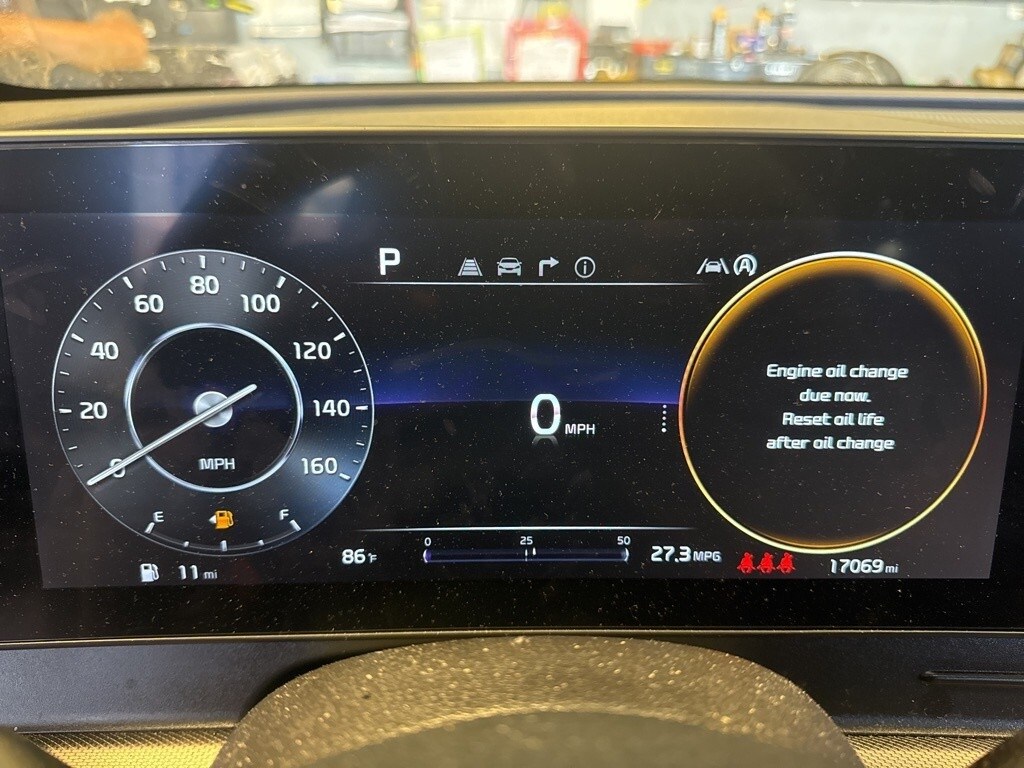 P
80
60
100
40
120
20
140
0
160
MPH
E
F
11 mi
0 MPH
Engine oil change
due now.
Reset oil life
after oil change
86°F
0
25
50
27.3 MPG
17069 mi